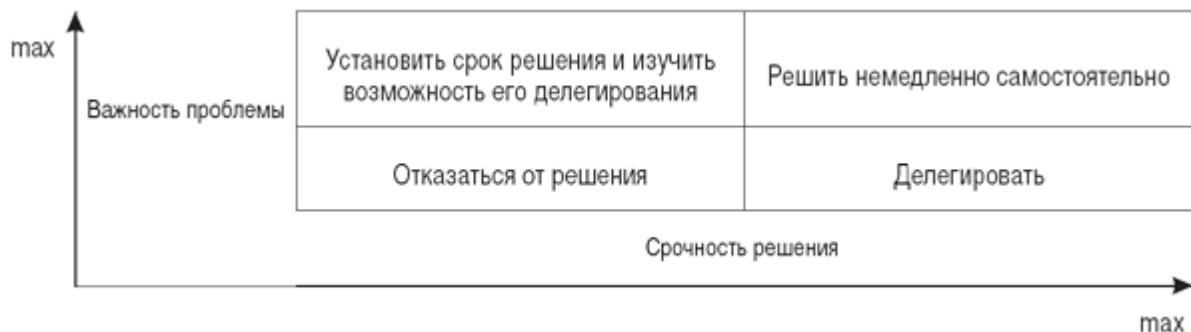 max
Установить срок решения и изучить
возможность его делегирования
Решить немедленно самостоятельно
Важность проблемы
Отказаться от решения
Делегировать
Срочность решения
max